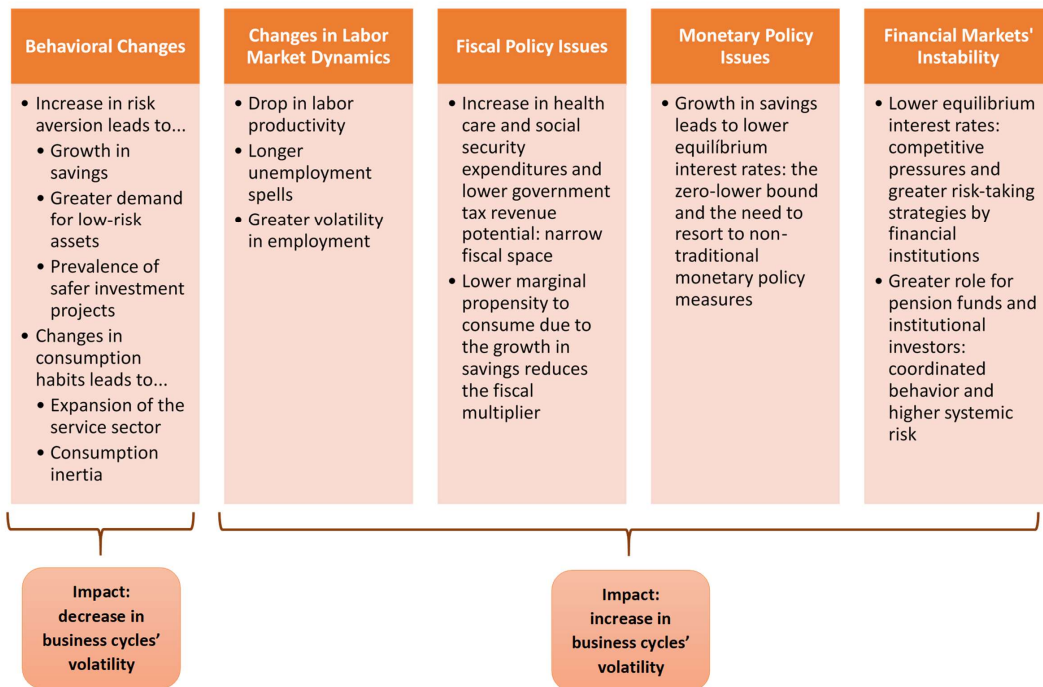 Behavioral Changes
• Increase in risk
aversion leads to...
• Growth in
savings
• Greater demand
for low-risk
assets
• Prevalence of
safer investment
projects
• Changes in
consumption
habits leads to...
• Expansion of the
service sector
• Consumption
inertia
Changes in Labor
Market Dynamics
• Drop in labor
productivity
• Longer
unemployment
spells
• Greater volatility
in employment
Fiscal Policy Issues
• Increase in health
care and social
security
expenditures and
lower government
tax revenue
potential: narrow
fiscal space
• Lower marginal
propensity to
consume due to
the growth in
savings reduces
the fiscal
multiplier
Monetary Policy
Issues
• Growth in savings
leads to lower
equilíbrium
interest rates: the
zero-lower bound
and the need to
resort to non-
traditional
monetary policy
measures
Financial Markets'
Instability
• Lower equilibrium
interest rates:
competitive
pressures and
greater risk-taking
strategies by
financial
institutions
• Greater role for
pension funds and
institutional
investors:
coordinated
behavior and
higher systemic
risk
Impact:
decrease in
business cycles’
volatility
Impact:
increase in
business cycles’
volatility